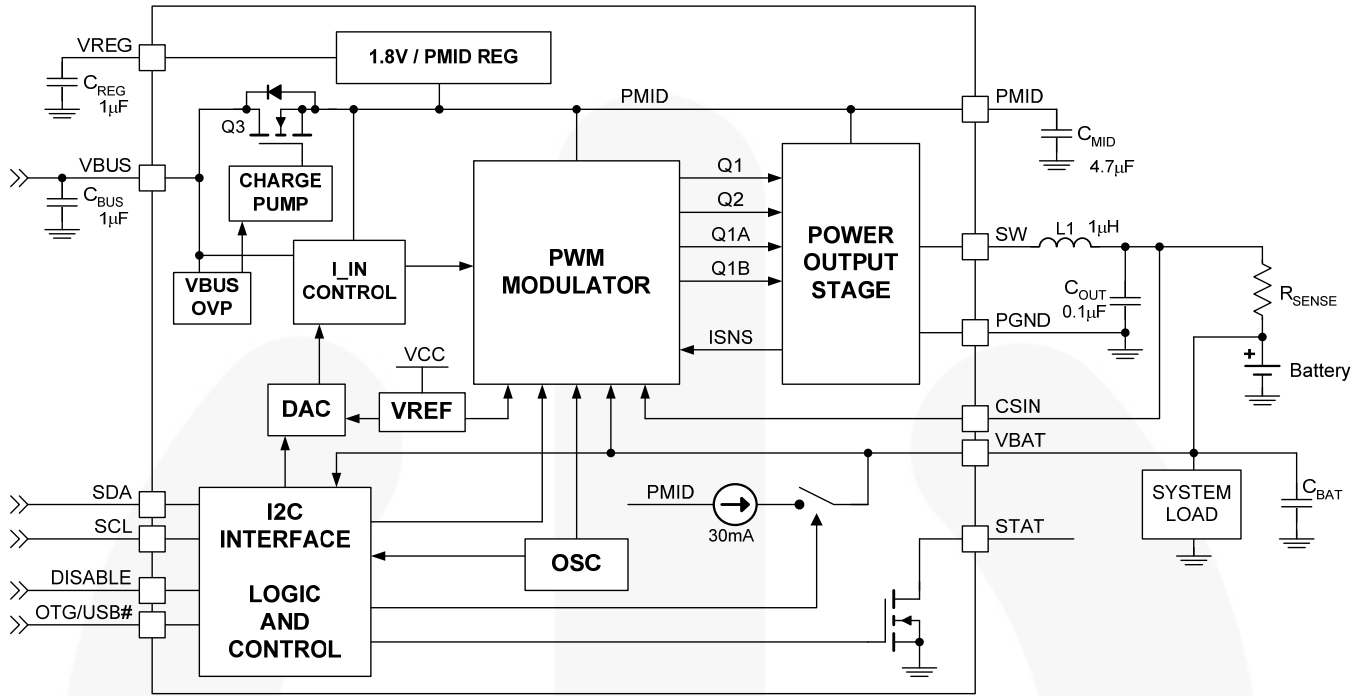 VREG
CREG
1µF
1.8V / PMID REG
Q3
PMID
PMID
CMID
4.7µF
VBUS
CBUS
1µF
CHARGE
PUMP
VBUS
OVP
I_IN
CONTROL
PWM
MODULATOR
Q1
Q2
Q1A
Q1B
ISNS
POWER
OUTPUT
STAGE
SW
L1
1µH
COUT
0.1µF
RSENSE
PGND
+
Battery
VCC
DAC
VREF
CSIN
VBAT
SDA
SCL
DISABLE
OTG/USB#
I2C
INTERFACE
LOGIC
AND
CONTROL
OSC
PMID
30mA
STAT
SYSTEM
LOAD
CBAT